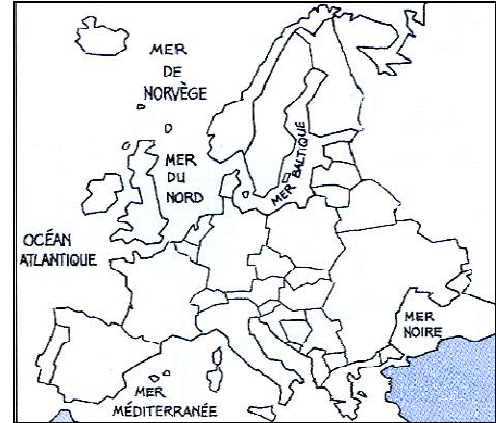 MER
DE
NORVÈGE
MER
DU
NORD
MER BALTIQUE
OCÉAN
ATLANTIQUE
MER
NOIRE
MER
MÉDITERRANÉE